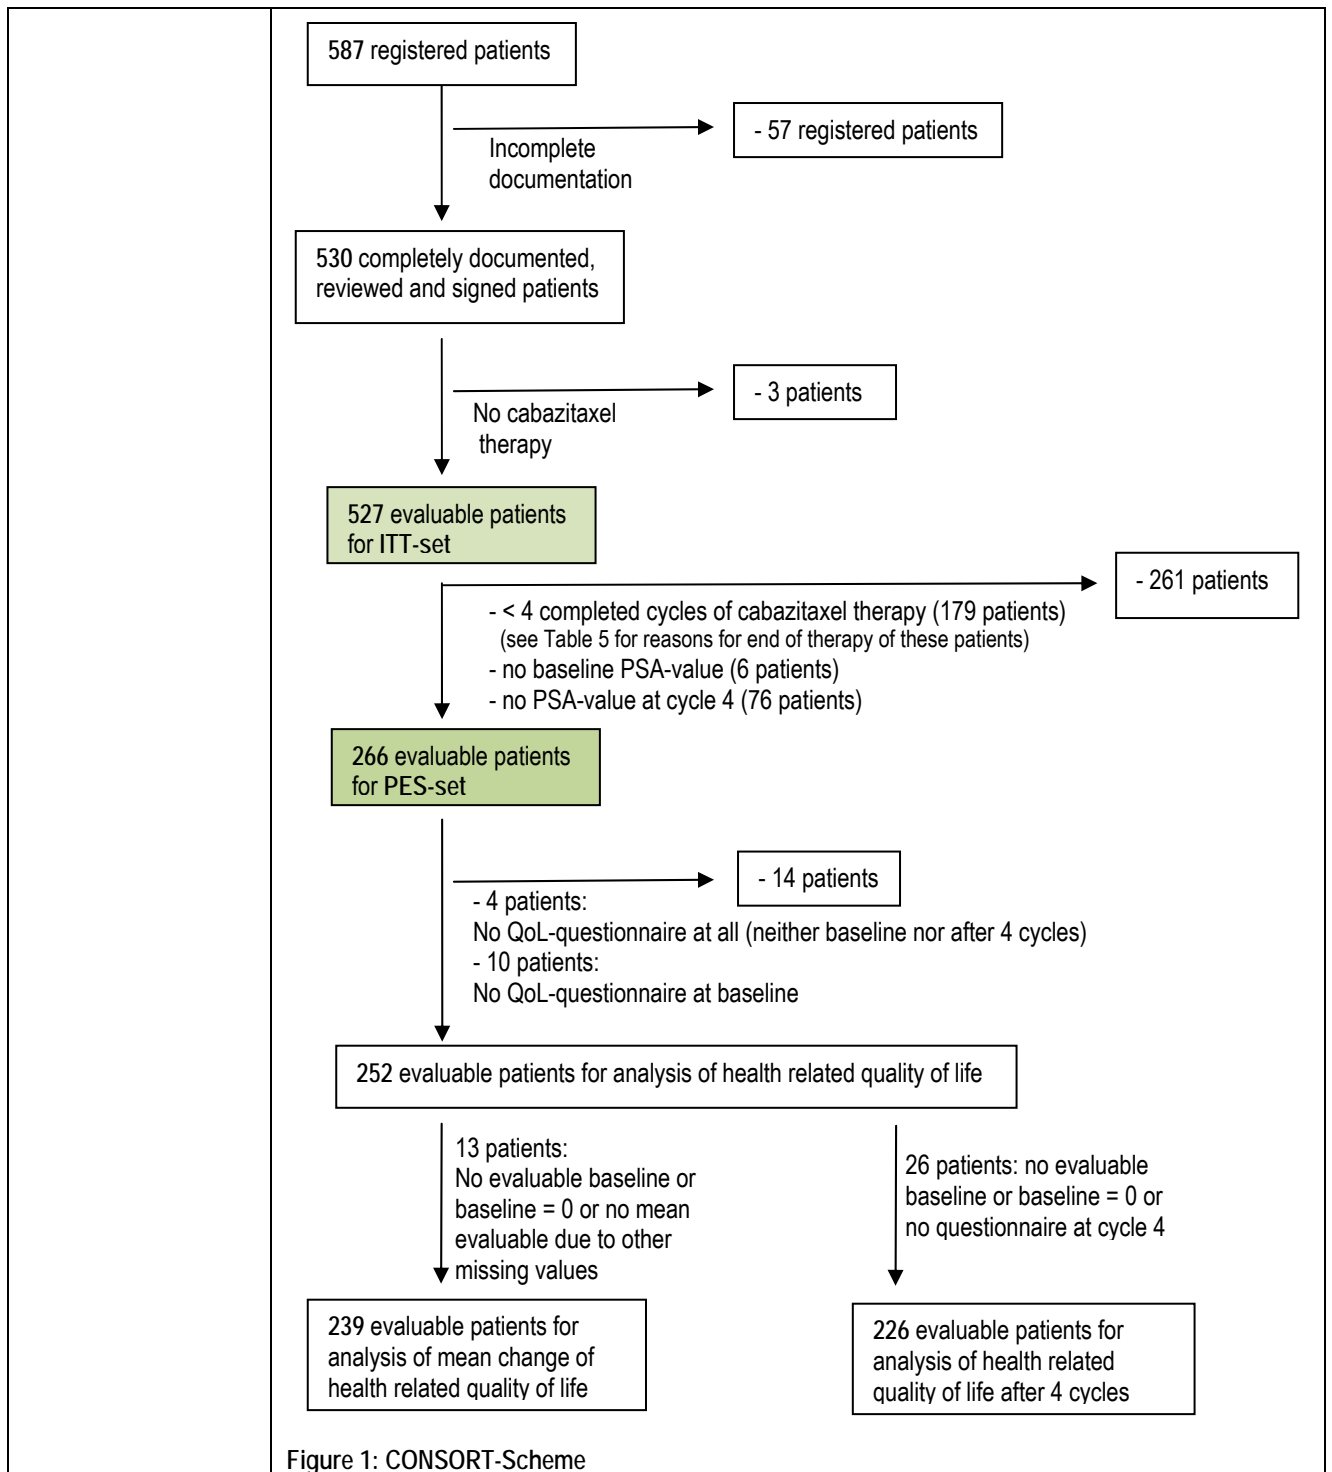 587 registered patients
- 57 registered patients
Incomplete
documentation
530 completely documented,
reviewed and signed patients
- 3 patients
No cabazitaxel
therapy
527 evaluable patients
for ITT-set
- 261 patients
- < 4 completed cycles of cabazitaxel therapy (179 patients)
(see Table 5 for reasons for end of therapy of these patients)
- no baseline PSA-value (6 patients)
- no PSA-value at cycle 4 (76 patients)
266 evaluable patients
for PES-set
- 14 patients
- 4 patients:
No QoL-questionnaire at all (neither baseline nor after 4 cycles)
- 10 patients:
No QoL-questionnaire at baseline
252 evaluable patients for analysis of health related quality of life
13 patients:
No evaluable baseline or
baseline = 0 or no mean
evaluable due to other
missing values
26 patients: no evaluable
baseline or baseline = 0 or
no questionnaire at cycle 4
239 evaluable patients for
analysis of mean change of
health related quality of life
226 evaluable patients for
analysis of health related
quality of life after 4 cycles
Figure 1: CONSORT-Scheme